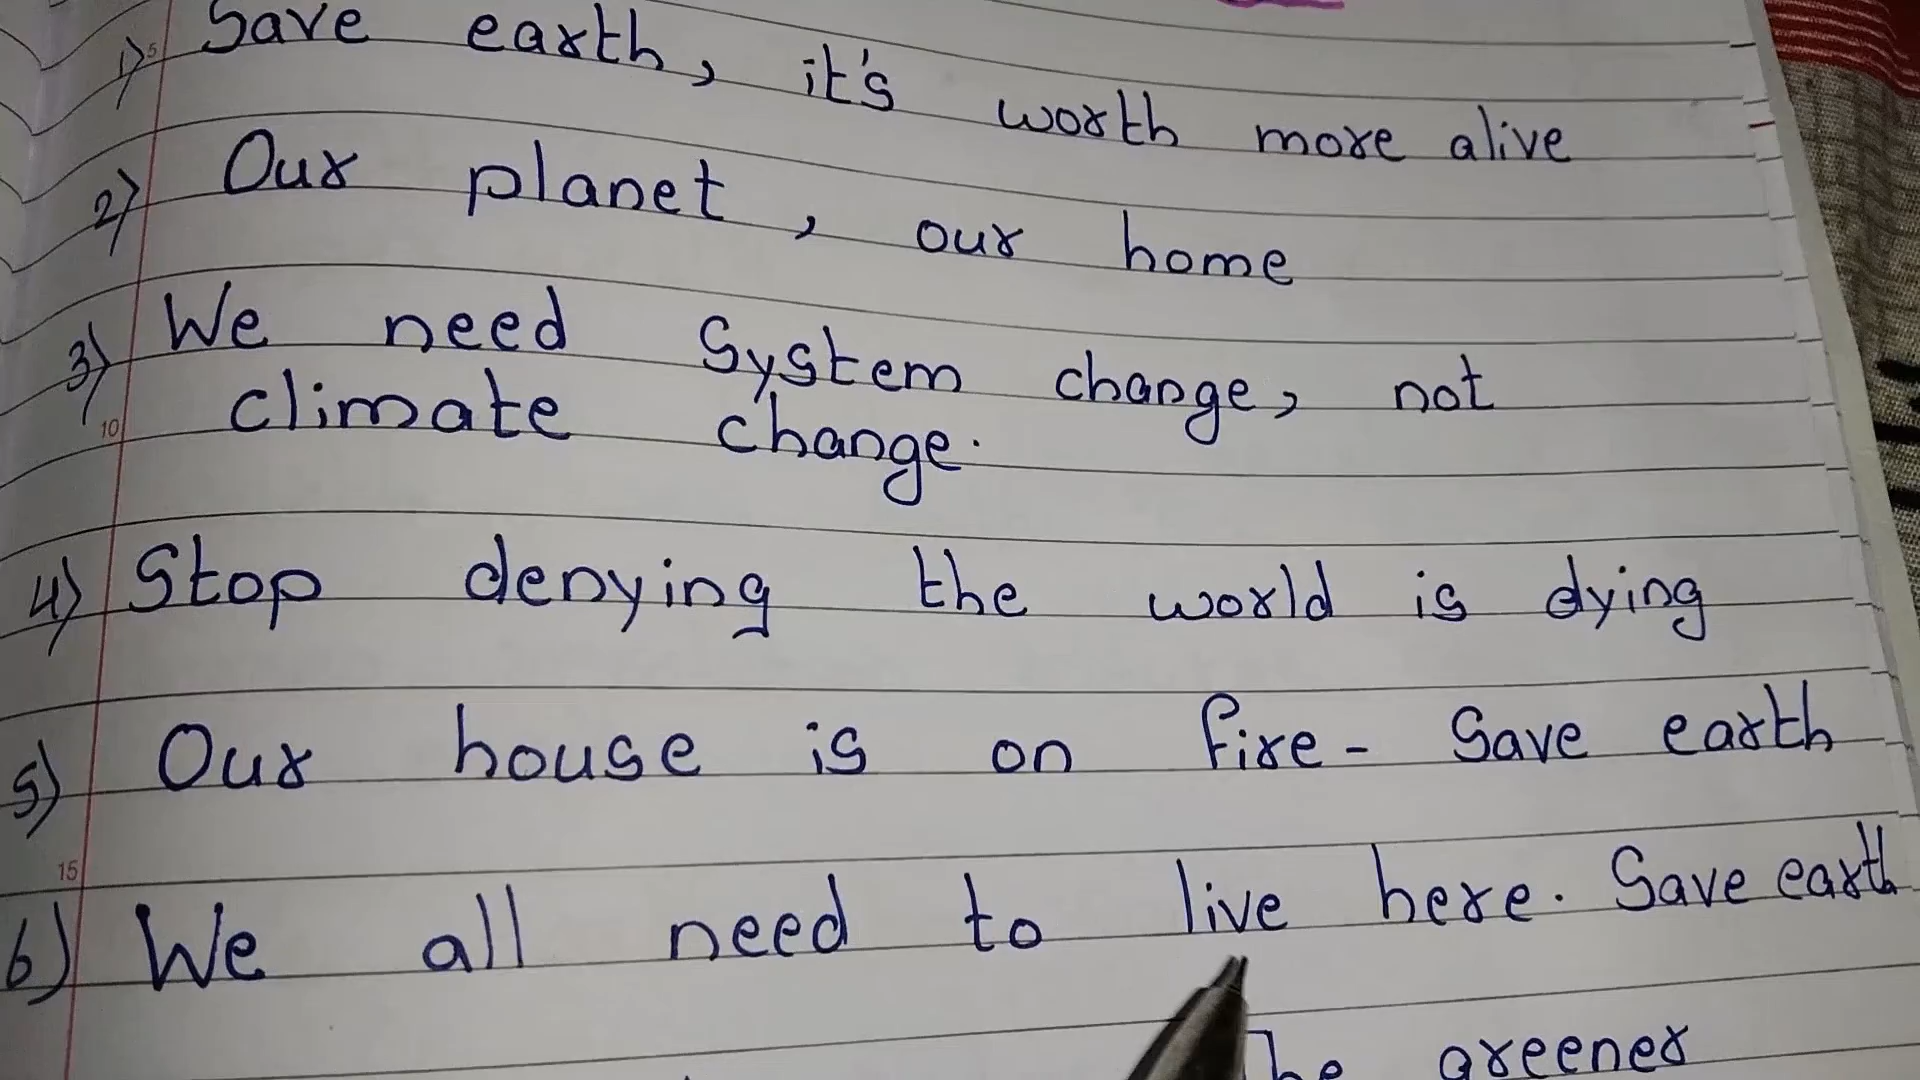 1) Save earth, it's worth more alive
2) Our planet, our home
3) We need System change, not
climate change.
4) Stop denying the world is dying
5) Our house is on fire - Save earth
6) We all need to live here. Save earth
greener